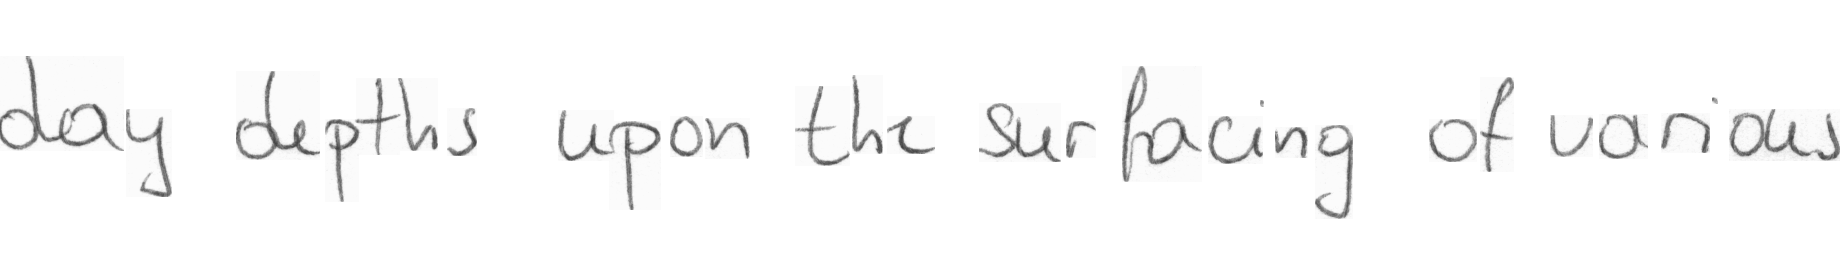 day depths upon the surfacing of various